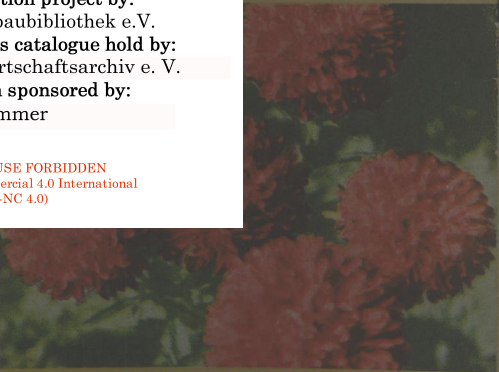 tion project by:
baubibliothek e.V.
s catalogue hold by:
rtschaftsarchiv e. V.
n sponsored by:
mmer
USE FORBIDDEN
ercial 4.0 International
-NC 4.0)